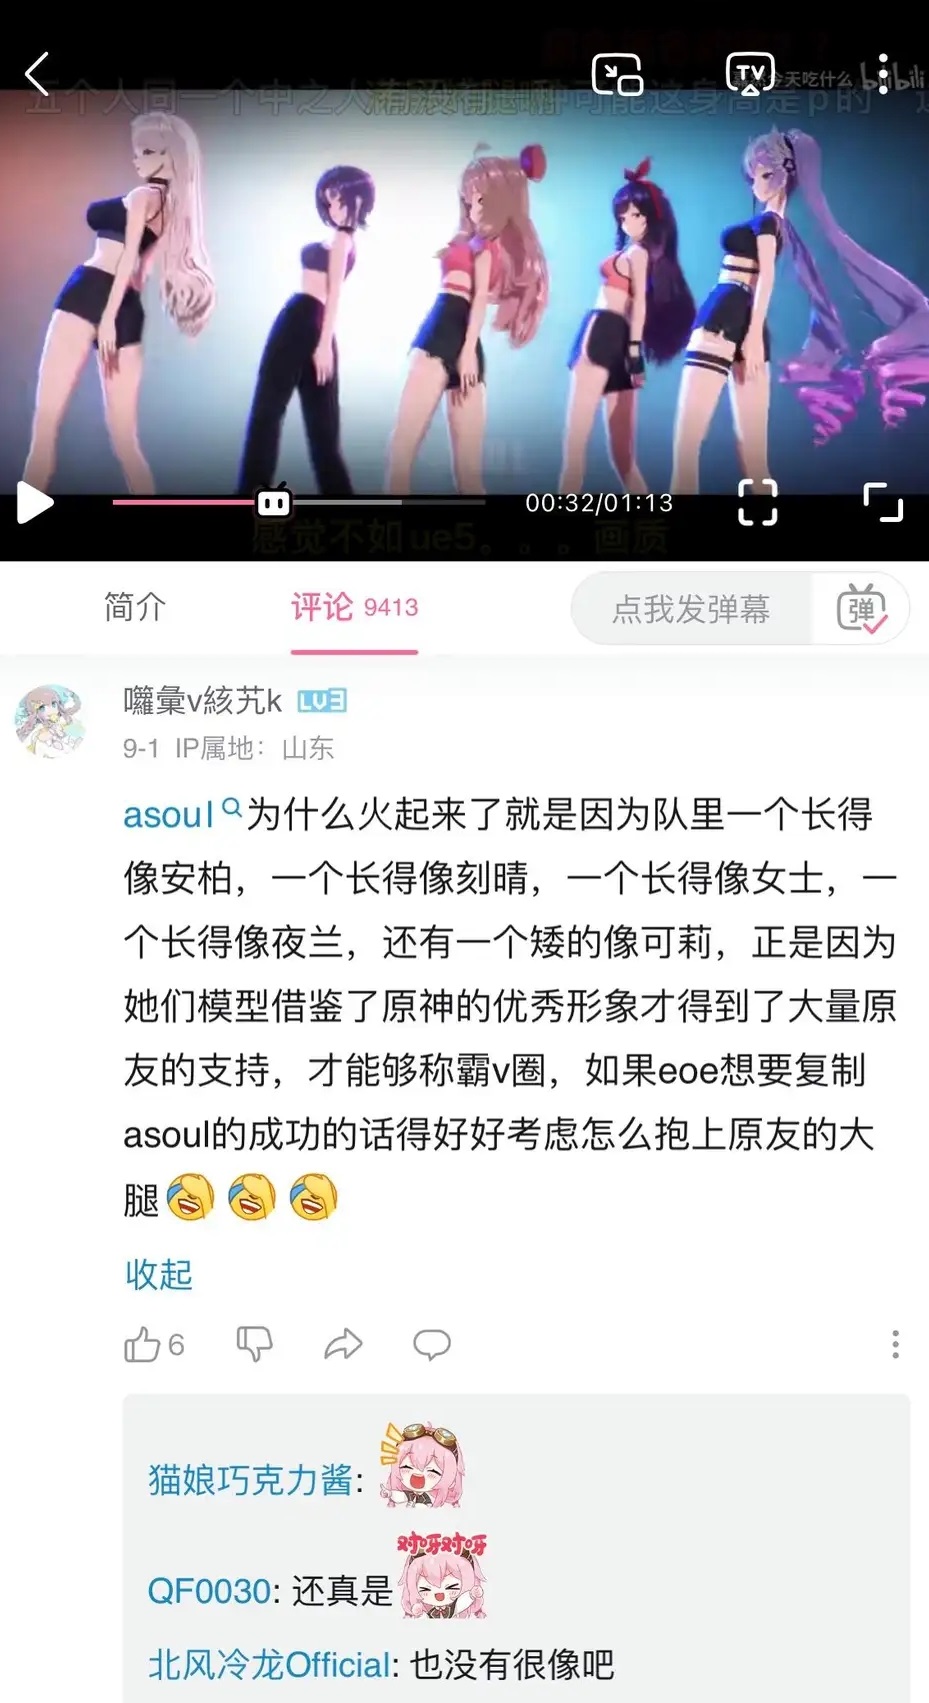 TV
今天吃什么 bilibili
五个人同一个中之人
可能这身高是p的
00:32/01:13
感觉不如ue5。。。画质
简介
评论 9413
点我发弹幕
弹
囖彙v絃艽k LV3
9-1 IP属地：山东
asoul为什么火起来了就是因为队里一个长得
像安柏，一个长得像刻晴，一个长得像女士，一
个长得像夜兰，还有一个矮的像可莉，正是因为
她们模型借鉴了原神的优秀形象才得到了大量原
友的支持，才能够称霸v圈，如果eoe想要复制
asoul的成功的话得好好考虑怎么抱上原友的大
腿
收起
6
猫娘巧克力酱:
对呀对呀
QF0030: 还真是
北风冷龙Official: 也没有很像吧